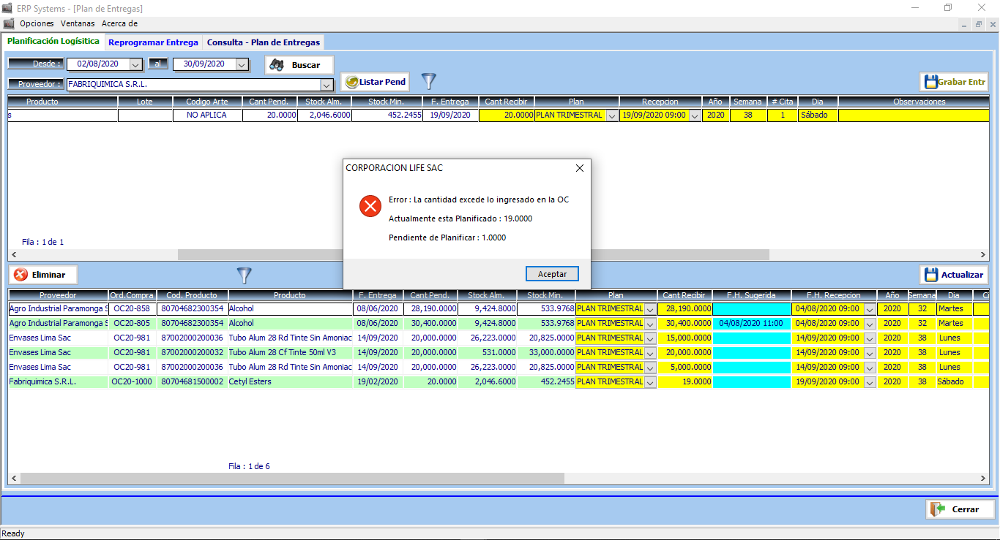 ERP Systems - [Plan de Entregas]
Opciones Ventanas Acerca de
Planificación Logísitica Reprogramar Entrega Consulta - Plan de Entregas
Desde : 02/08/2020 al 30/09/2020 Buscar
Proveedor : FABRIQUIMICA S.R.L. Listar Pend Grabar Entr
Producto Lote Codigo Arte Cant Pend. Stock Alm. Stock Min. F. Entrega Cant Recibir Plan Recepcion Año Semana # Cita Dia Observaciones
s NO APLICA 20.0000 2,046.6000 452.2455 19/09/2020 20.0000 PLAN TRIMESTRAL 19/09/2020 09:00 2020 38 1 Sábado
CORPORACION LIFE SAC
Error : La cantidad excede lo ingresado en la OC
Actualmente esta Planificado : 19.0000
Pendiente de Planificar : 1.0000
Aceptar
Fila : 1 de 1
Eliminar Actualizar
Proveedor Ord.Compra Cod. Producto Producto F. Entrega Cant Pend. Stock Alm. Stock Min. Plan Cant Recibir F.H. Sugerida F.H. Recepcion Año Semana Dia Ci
Agro Industrial Paramonga S OC20-858 80704682300354 Alcohol 08/06/2020 28,190.0000 9,424.8000 533.9768 PLAN TRIMESTRAL 28,190.0000 04/08/2020 09:00 2020 32 Martes
Agro Industrial Paramonga S OC20-805 80704682300354 Alcohol 08/06/2020 30,400.0000 9,424.8000 533.9768 PLAN TRIMESTRAL 30,400.0000 04/08/2020 11:00 04/08/2020 09:00 2020 32 Martes
Envases Lima Sac OC20-981 87002000200036 Tubo Alum 28 Rd Tinte Sin Amoniac 14/09/2020 20,000.0000 26,223.0000 20,825.0000 PLAN TRIMESTRAL 15,000.0000 14/09/2020 09:00 2020 38 Lunes
Envases Lima Sac OC20-981 87002000200032 Tubo Alum 28 Cf Tinte 50ml V3 14/09/2020 20,000.0000 531.0000 33,000.0000 PLAN TRIMESTRAL 20,000.0000 14/09/2020 09:00 2020 38 Lunes
Envases Lima Sac OC20-981 87002000200036 Tubo Alum 28 Rd Tinte Sin Amoniac 14/09/2020 20,000.0000 26,223.0000 20,825.0000 PLAN TRIMESTRAL 5,000.0000 14/09/2020 09:00 2020 38 Lunes
Fabriquimica S.R.L. OC20-1000 80704681500002 Cetyl Esters 19/02/2020 20.0000 2,046.6000 452.2455 PLAN TRIMESTRAL 19.0000 19/09/2020 09:00 2020 38 Sábado
Fila : 1 de 6
Cerrar
Ready